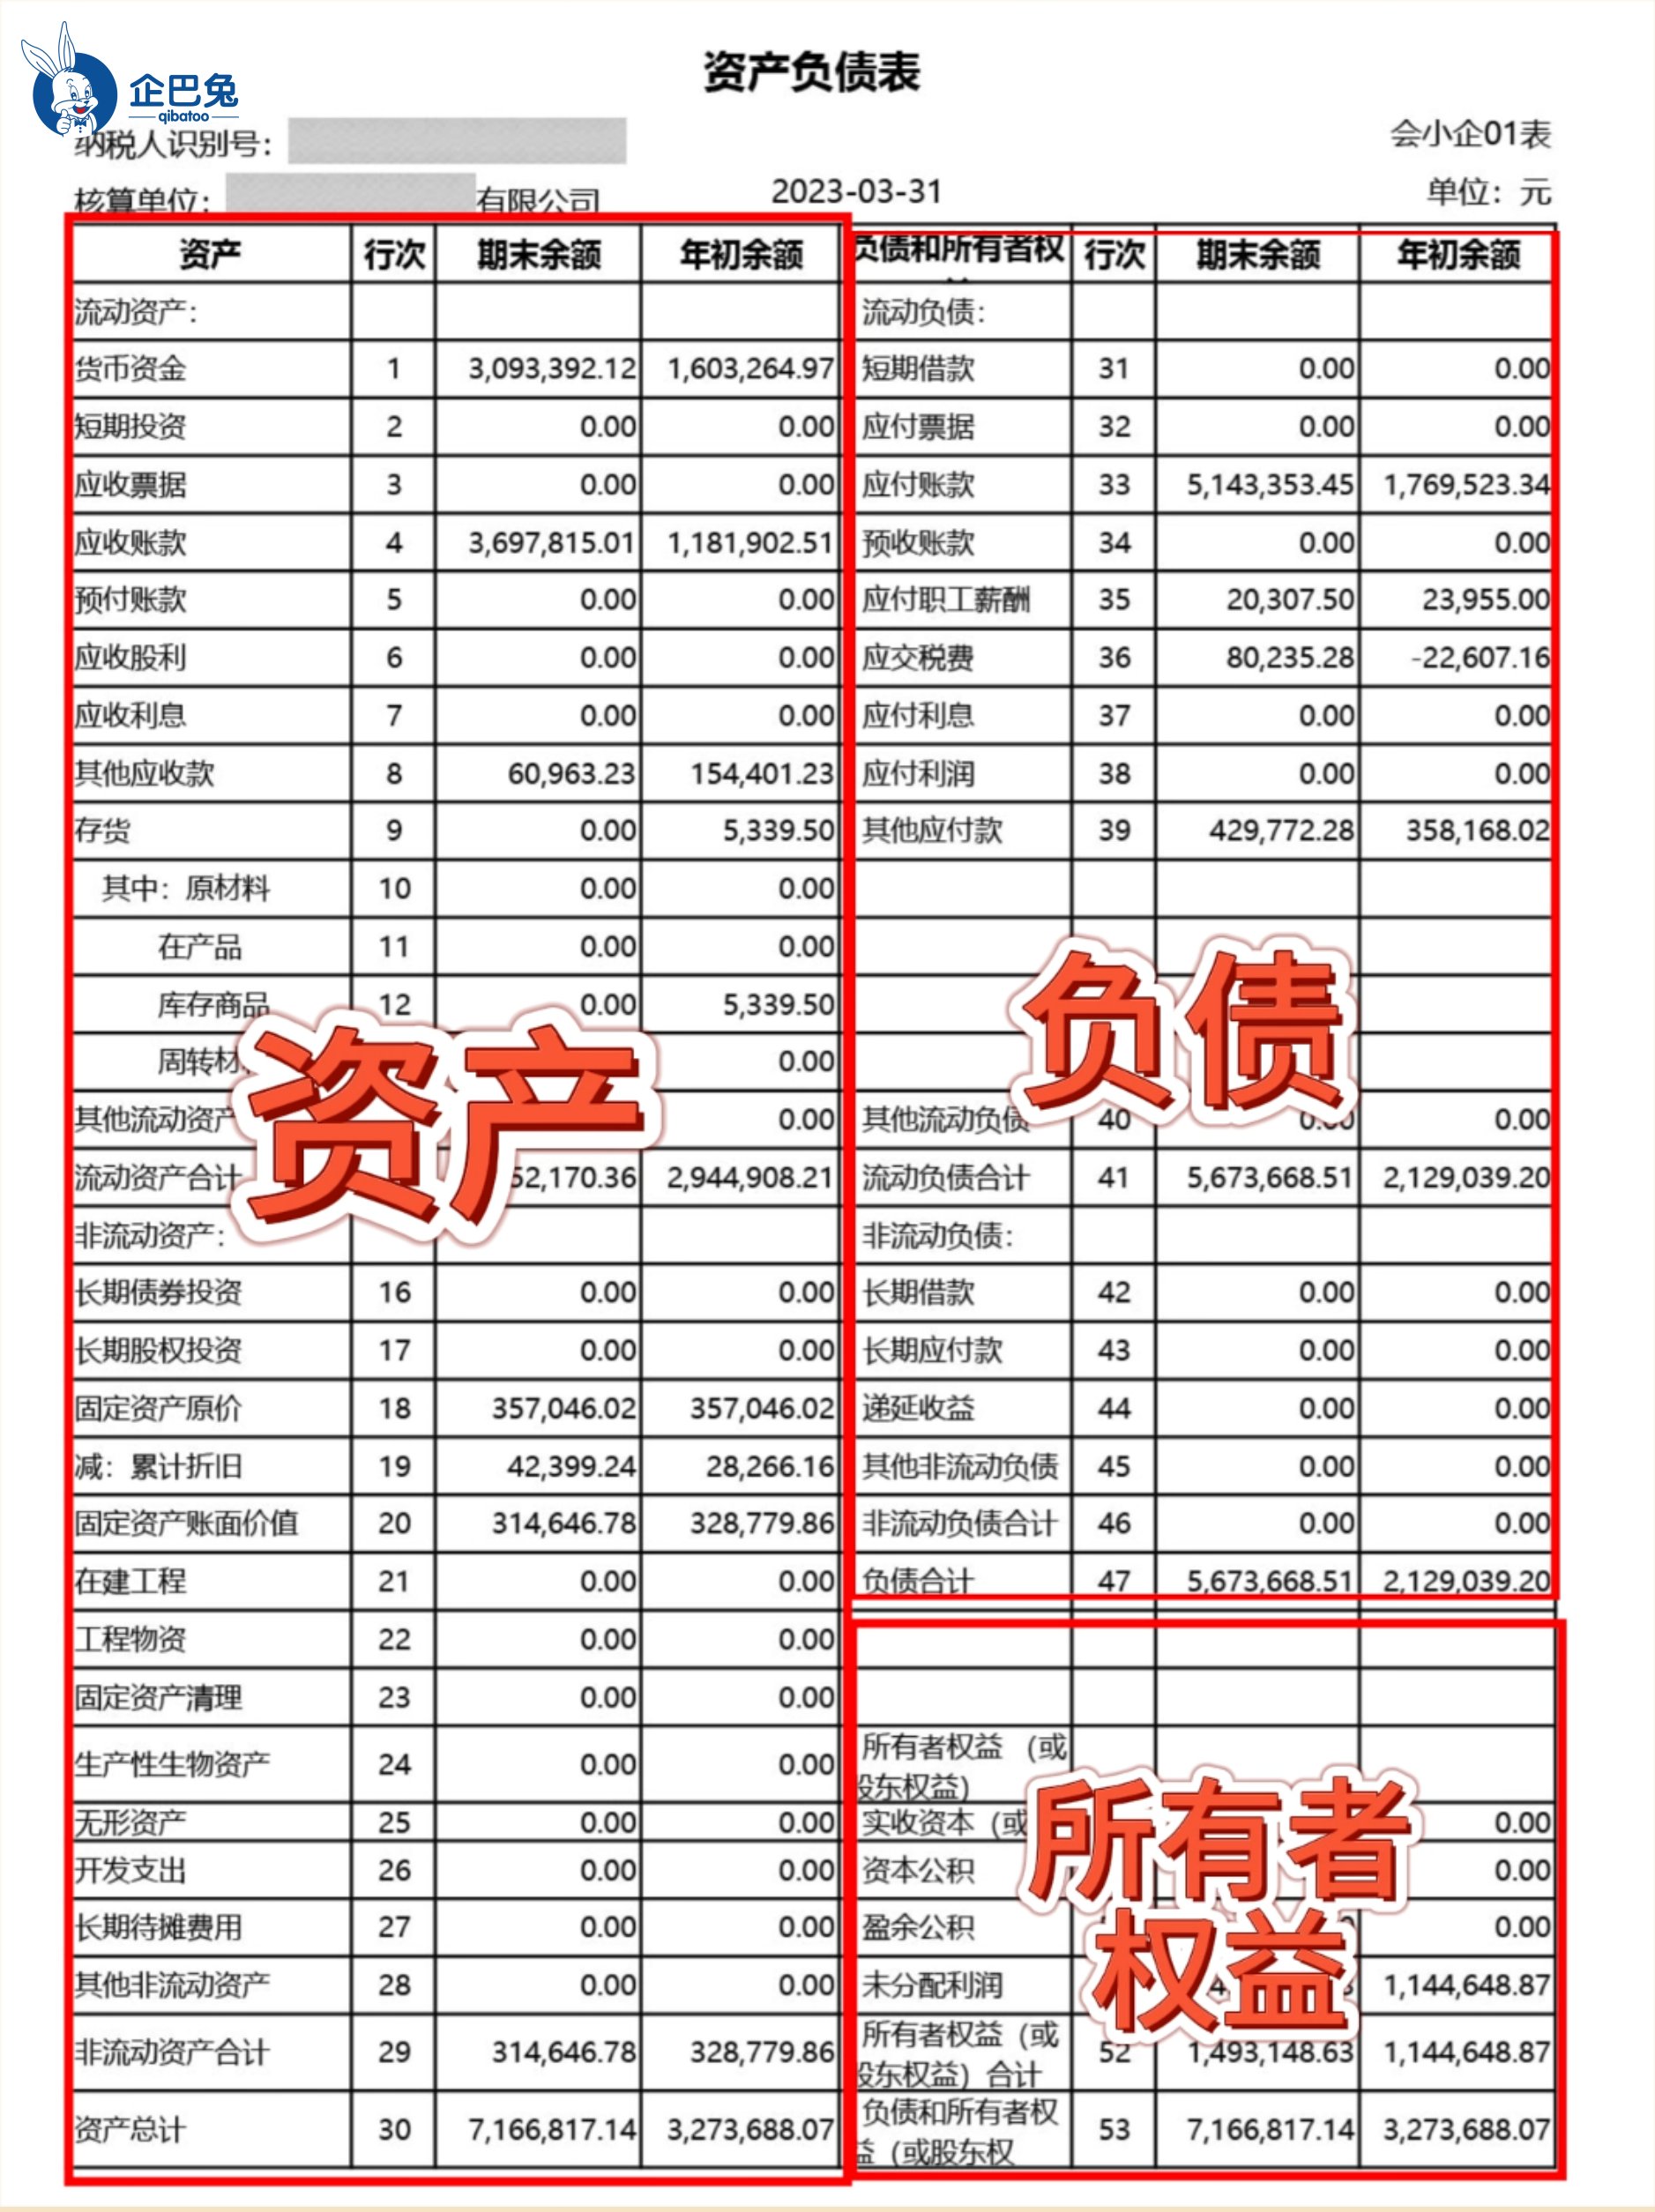 企巴兔
qibatoo
资产负债表
纳税人识别号：
会小企01表
核算单位： 有限公司 2023-03-31 单位：元
资产 行次 期末余额 年初余额 负债和所有者权 行次 期末余额 年初余额
流动资产： 流动负债：
货币资金 1 3,093,392.12 1,603,264.97 短期借款 31 0.00 0.00
短期投资 2 0.00 0.00 应付票据 32 0.00 0.00
应收票据 3 0.00 0.00 应付账款 33 5,143,353.45 1,769,523.34
应收账款 4 3,697,815.01 1,181,902.51 预收账款 34 0.00 0.00
预付账款 5 0.00 0.00 应付职工薪酬 35 20,307.50 23,955.00
应收股利 6 0.00 0.00 应交税费 36 80,235.28 -22,607.16
应收利息 7 0.00 0.00 应付利息 37 0.00 0.00
其他应收款 8 60,963.23 154,401.23 应付利润 38 0.00 0.00
存货 9 0.00 5,339.50 其他应付款 39 429,772.28 358,168.02
其中：原材料 10 0.00 0.00
在产品 11 0.00 0.00
库存商品 12 0.00 5,339.50
周转材 0.00
其他流动资产 0.00 其他流动负债 40 0.00 0.00
流动资产合计 52,170.36 2,944,908.21 流动负债合计 41 5,673,668.51 2,129,039.20
非流动资产： 非流动负债：
长期债券投资 16 0.00 0.00 长期借款 42 0.00 0.00
长期股权投资 17 0.00 0.00 长期应付款 43 0.00 0.00
固定资产原价 18 357,046.02 357,046.02 递延收益 44 0.00 0.00
减：累计折旧 19 42,399.24 28,266.16 其他非流动负债 45 0.00 0.00
固定资产账面价值 20 314,646.78 328,779.86 非流动负债合计 46 0.00 0.00
在建工程 21 0.00 0.00 负债合计 47 5,673,668.51 2,129,039.20
工程物资 22 0.00 0.00
固定资产清理 23 0.00 0.00
生产性生物资产 24 0.00 0.00 所有者权益（或
股东权益）
无形资产 25 0.00 0.00 实收资本（或 0.00
开发支出 26 0.00 0.00 资本公积 0.00
长期待摊费用 27 0.00 0.00 盈余公积 0.00
其他非流动资产 28 0.00 0.00 未分配利润 1,144,648.87
非流动资产合计 29 314,646.78 328,779.86 所有者权益（或
股东权益）合计 52 1,493,148.63 1,144,648.87
资产总计 30 7,166,817.14 3,273,688.07 负债和所有者权
益（或股东权 53 7,166,817.14 3,273,688.07
资产
负债
所有者
权益